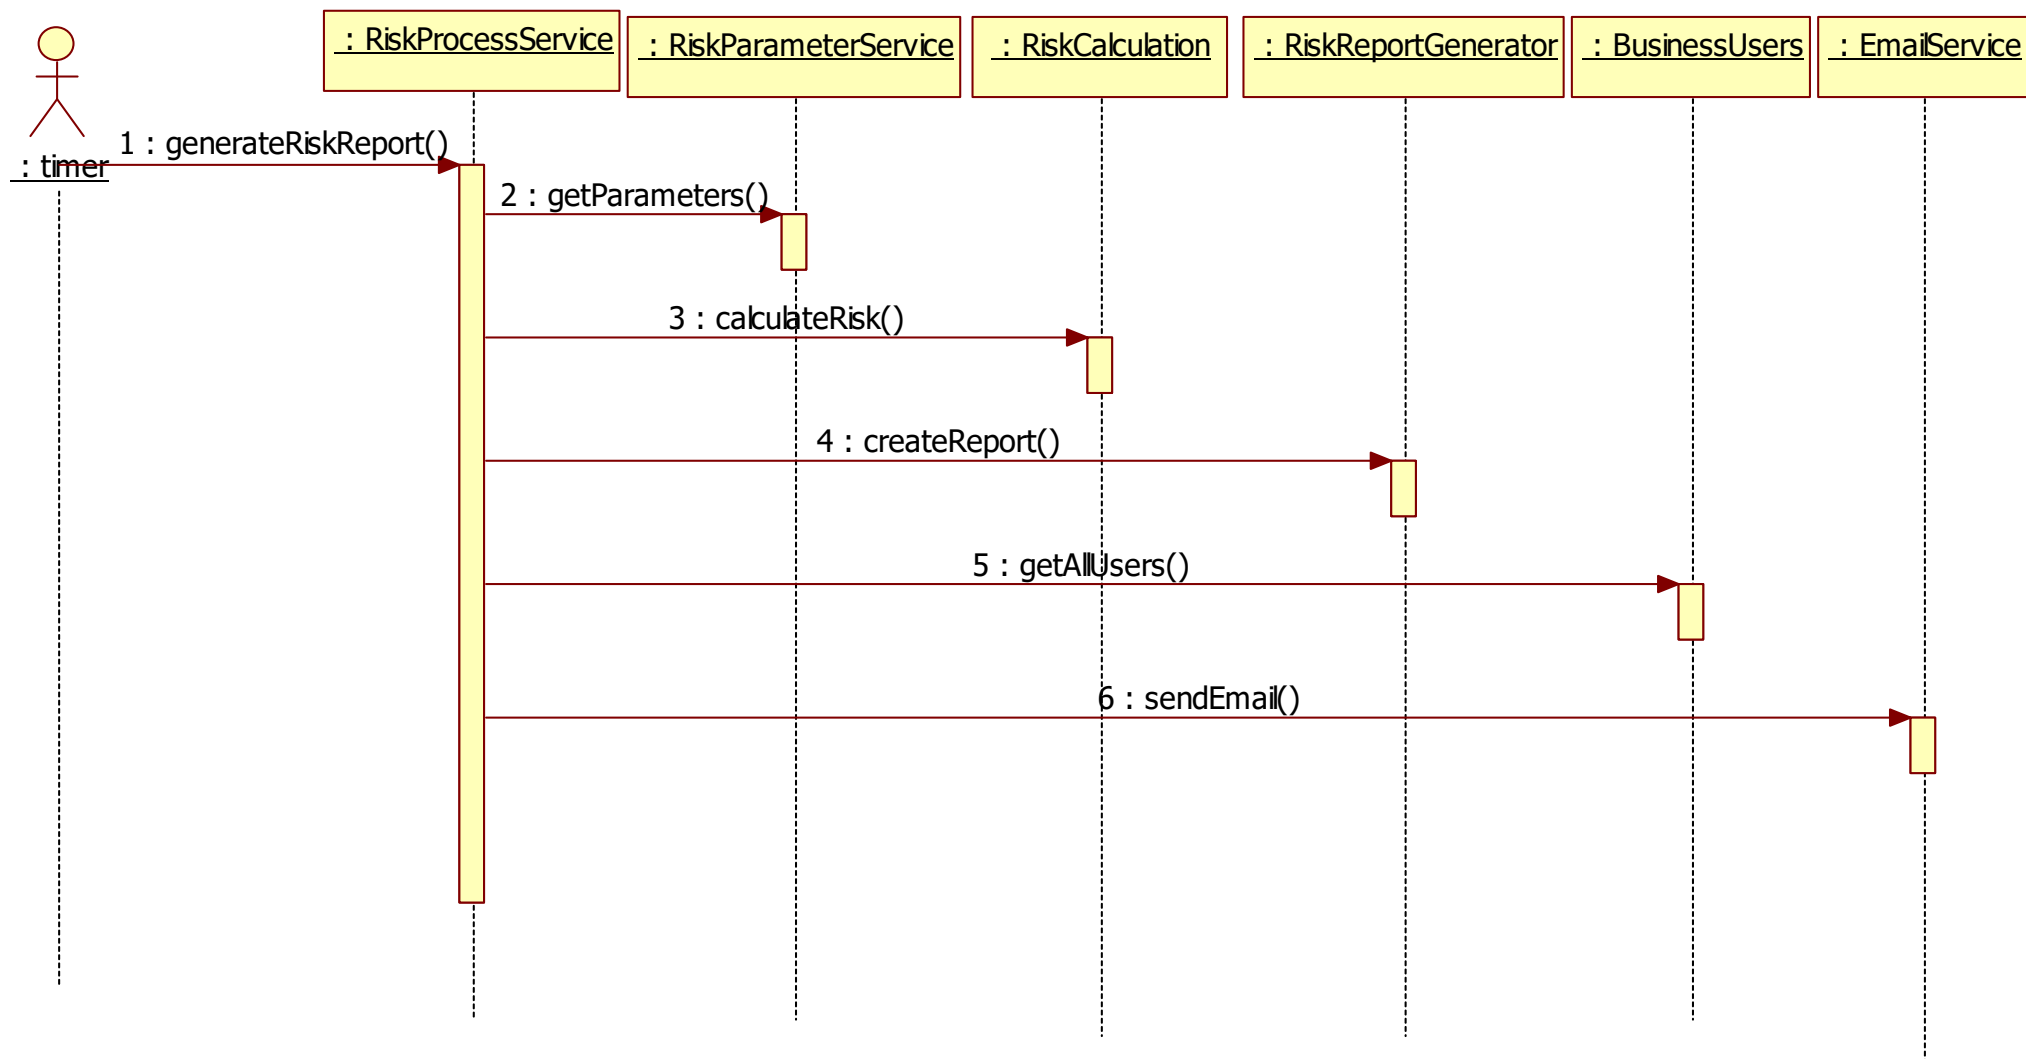 : RiskProcessService
: RiskParameterService
: RiskCalculation
: RiskReportGenerator
: BusinessUsers
: EmailService
: timer
1 : generateRiskReport()
2 : getParameters()
3 : calculateRisk()
4 : createReport()
5 : getAllUsers()
6 : sendEmail()